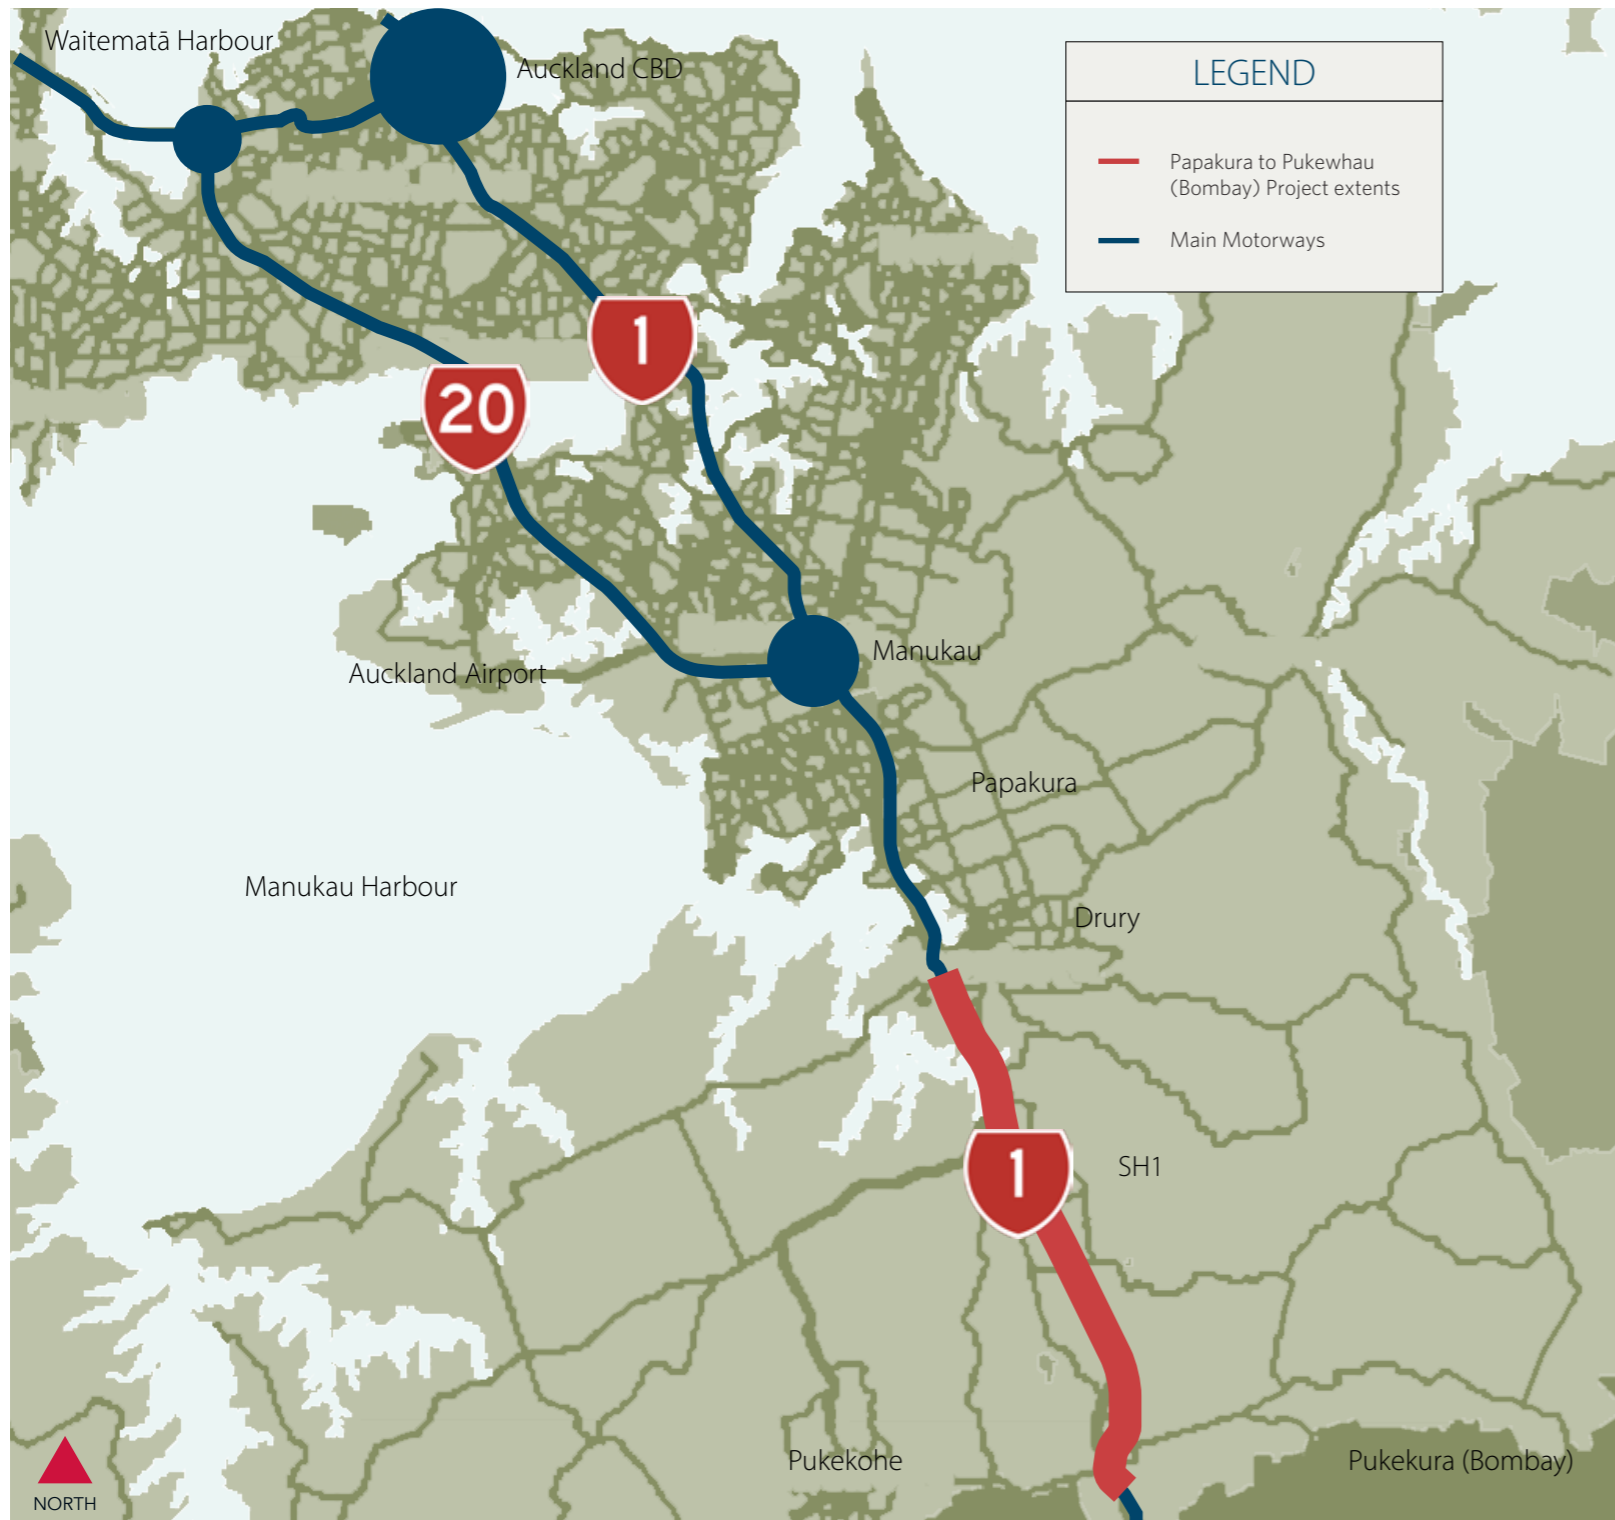 Waitematā Harbour
Auckland CBD
LEGEND
Papakura to Pukewhau
(Bombay) Project extents
Main Motorways
1
20
Manukau
Auckland Airport
Papakura
Manukau Harbour
Drury
1
SH1
Pukekohe
Pukekura (Bombay)
NORTH